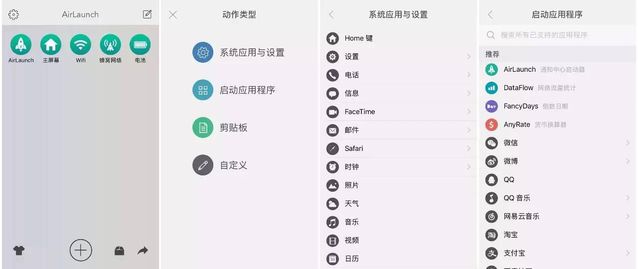 AirLaunch
AirLaunch
主屏幕
Wifi
蜂窝网络
电池
动作类型
系统应用与设置
启动应用程序
剪贴板
自定义
系统应用与设置
Home 键
设置
电话
信息
FaceTime
邮件
Safari
时钟
照片
天气
音乐
视频
日历
启动应用程序
搜索所有已支持的应用程序
推荐
AirLaunch 通知中心启动器
DataFlow 网络流量统计
FancyDays 倒数日期
AnyRate 货币换算器
微信
微博
QQ
QQ 音乐
网易云音乐
淘宝
支付宝